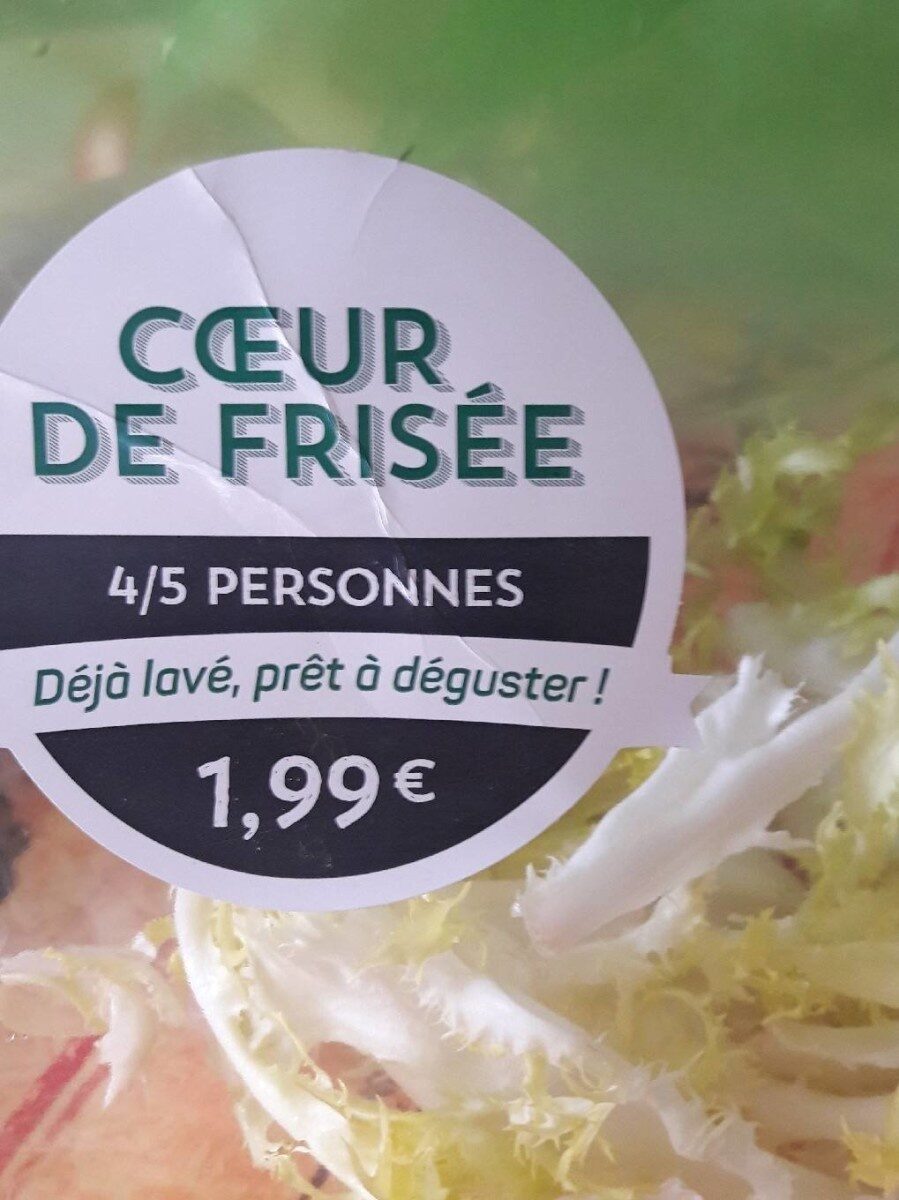 CŒUR
DE FRISÉE
4/5 PERSONNES
Déjà lavé, prêt à déguster !
1,99€